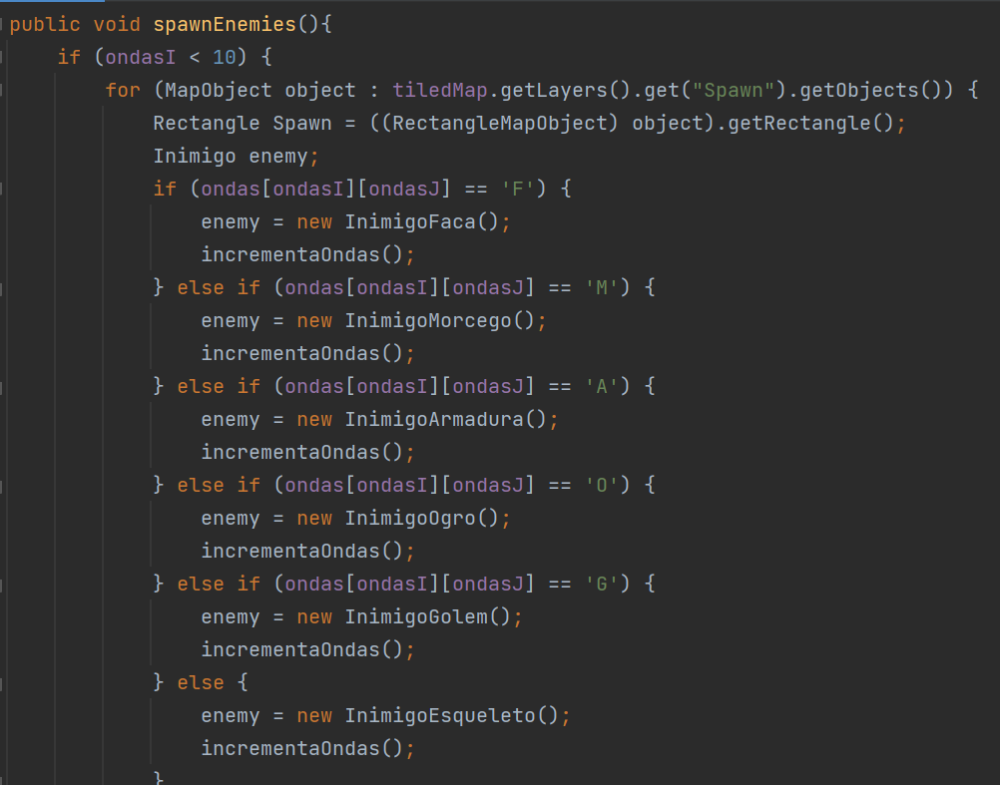 public void spawnEnemies(){
    if (ondasI < 10) {
        for (MapObject object : tiledMap.getLayers().get("Spawn").getObjects()) {
            Rectangle Spawn = ((RectangleMapObject) object).getRectangle();
            Inimigo enemy;
            if (ondas[ondasI][ondasJ] == 'F') {
                enemy = new InimigoFaca();
                incrementaOndas();
            } else if (ondas[ondasI][ondasJ] == 'M') {
                enemy = new InimigoMorcego();
                incrementaOndas();
            } else if (ondas[ondasI][ondasJ] == 'A') {
                enemy = new InimigoArmadura();
                incrementaOndas();
            } else if (ondas[ondasI][ondasJ] == 'O') {
                enemy = new InimigoOgro();
                incrementaOndas();
            } else if (ondas[ondasI][ondasJ] == 'G') {
                enemy = new InimigoGolem();
                incrementaOndas();
            } else {
                enemy = new InimigoEsqueleto();
                incrementaOndas();
            }